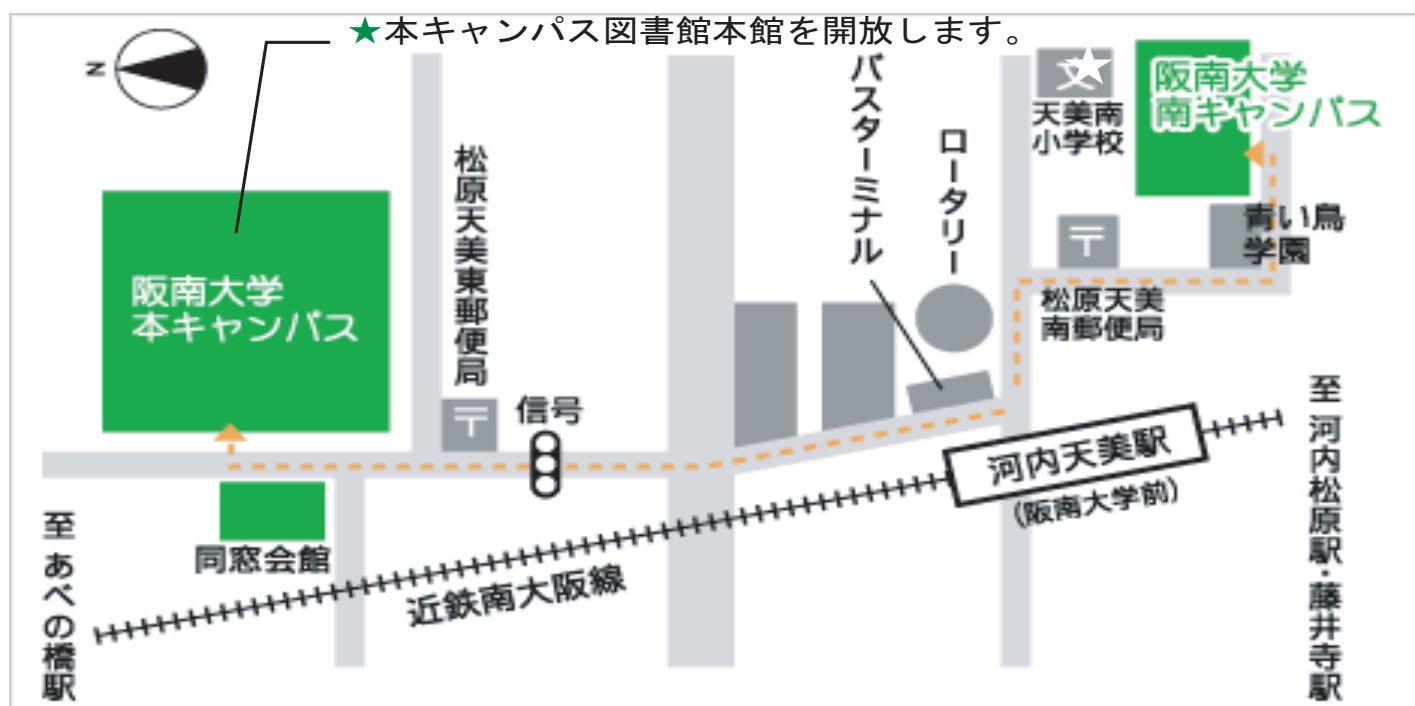 ★本キャンパス図書館本館を開放します。
N
バスターミナル
ロータリー
文
天美南
小学校
阪南大学
南キャンパス
松原天美東郵便局
〒
青い鳥
学園
阪南大学
本キャンパス
〒
松原天美
南郵便局
信号
河内天美駅
(阪南大学前)
至 河内松原駅・藤井寺駅
至 あべの橋駅
同窓会館
近鉄南大阪線